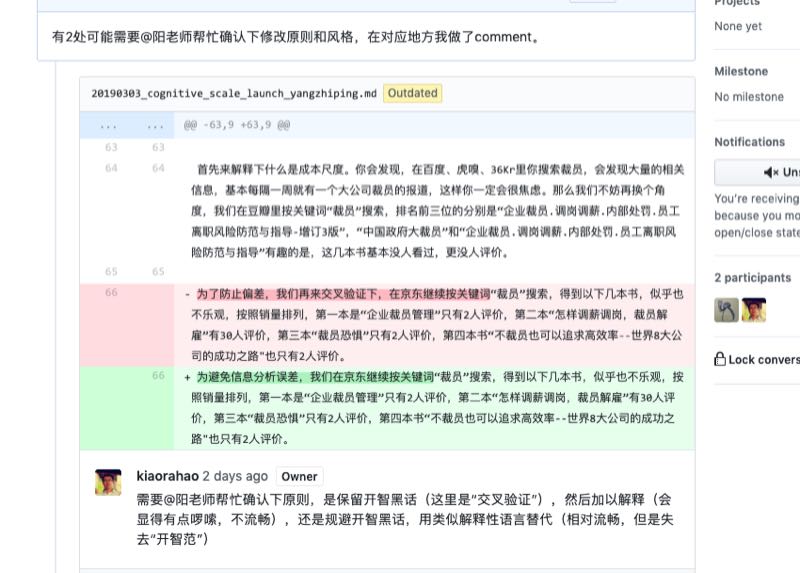 Projects
有2处可能需要@阳老师帮忙确认下修改原则和风格，在对应地方我做了comment。
None yet
Milestone
No milestone
20190303_cognitive_scale_launch_yangzhiping.md Outdated
... ... @@ -63,9 +63,9 @@
63 63
64 64 首先来解释下什么是成本尺度。你会发现，在百度、虎嗅、36Kr里你搜索裁员，会发现大量的相关
信息，基本每隔一周就有一个大公司裁员的报道，这样你一定会很焦虑。那么我们不妨再换个角
度，我们在豆瓣里按关键词“裁员”搜索，排名前三位的分别是“企业裁员.调岗调薪.内部处罚.员工
离职风险防范与指导-增订3版”，“中国政府大裁员”和“企业裁员.调岗调薪.内部处罚.员工离职风
险防范与指导”有趣的是，这几本书基本没人看过，更没人评价。
65 65
66 - 为了防止偏差，我们再来交叉验证下，在京东继续按关键词“裁员”搜索，得到以下几本书，似乎也
不乐观，按照销量排列，第一本是“企业裁员管理”只有2人评价，第二本“怎样调薪调岗，裁员解
雇”有30人评价，第三本“裁员恐惧”只有2人评价，第四本书“不裁员也可以追求高效率--世界8大公
司的成功之路"也只有2人评价。
66 + 为避免信息分析误差，我们在京东继续按关键词“裁员”搜索，得到以下几本书，似乎也不乐观，按
照销量排列，第一本是“企业裁员管理”只有2人评价，第二本“怎样调薪调岗，裁员解雇”有30人评
价，第三本“裁员恐惧”只有2人评价，第四本书“不裁员也可以追求高效率--世界8大公司的成功之
路"也只有2人评价。
Notifications
Uns
You're receiving
because you mo
open/close state
2 participants
Lock convers
kiaorahao 2 days ago Owner
需要@阳老师帮忙确认下原则，是保留开智黑话（这里是“交叉验证”），然后加以解释（会
显得有点啰嗦，不流畅），还是规避开智黑话，用类似解释性语言替代（相对流畅，但是失
去“开智范”）